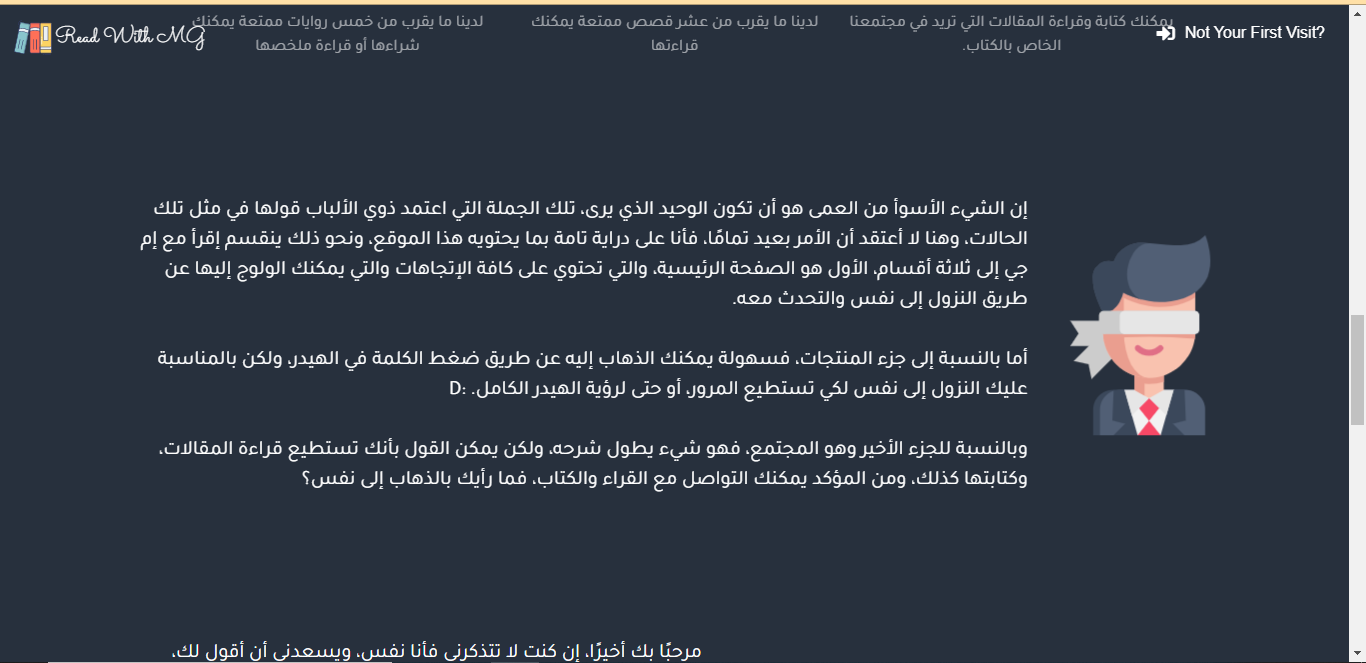 Read With MG
Not Your First Visit?
يمكنك كتابة وقراءة المقالات التي تريد في مجتمعنا
الخاص بالكتاب.
لدينا ما يقرب من عشر قصص ممتعة يمكنك
قراءتها
لدينا ما يقرب من خمس روايات ممتعة يمكنك
شراءها أو قراءة ملخصها
إن الشيء الأسوأ من العمى هو أن تكون الوحيد الذي يرى، تلك الجملة التي اعتمد ذوي الألباب قولها في مثل تلك
الحالات، وهنا لا أعتقد أن الأمر بعيد تمامًا، فأنا على دراية تامة بما يحتويه هذا الموقع، ونحو ذلك ينقسم إقرأ مع إم
جي إلى ثلاثة أقسام، الأول هو الصفحة الرئيسية، والتي تحتوي على كافة الإتجاهات والتي يمكنك الولوج إليها عن
طريق النزول إلى نفس والتحدث معه.
أما بالنسبة إلى جزء المنتجات، فسهولة يمكنك الذهاب إليه عن طريق ضغط الكلمة في الهيدر، ولكن بالمناسبة
عليك النزول إلى نفس لكي تستطيع المرور، أو حتى لرؤية الهيدر الكامل. :D
وبالنسبة للجزء الأخير وهو المجتمع، فهو شيء يطول شرحه، ولكن يمكن القول بأنك تستطيع قراءة المقالات،
وكتابتها كذلك، ومن المؤكد يمكنك التواصل مع القراء والكتاب، فما رأيك بالذهاب إلى نفس؟
مرحبًا بك أخيرًا، إن كنت لا تتذكرني فأنا نفس، ويسعدني أن أقول لك،